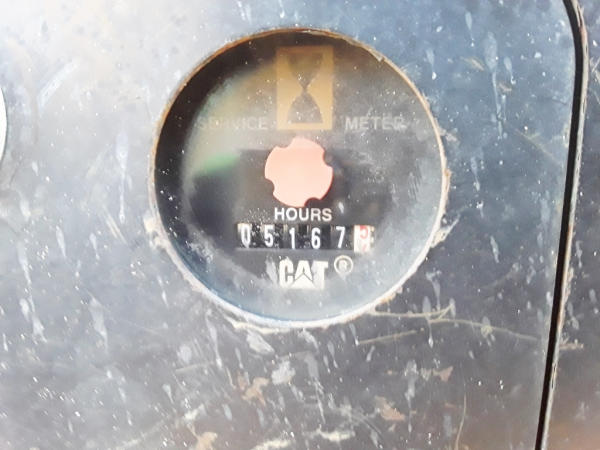 SERVICE METER
HOURS
05167
CAT ®